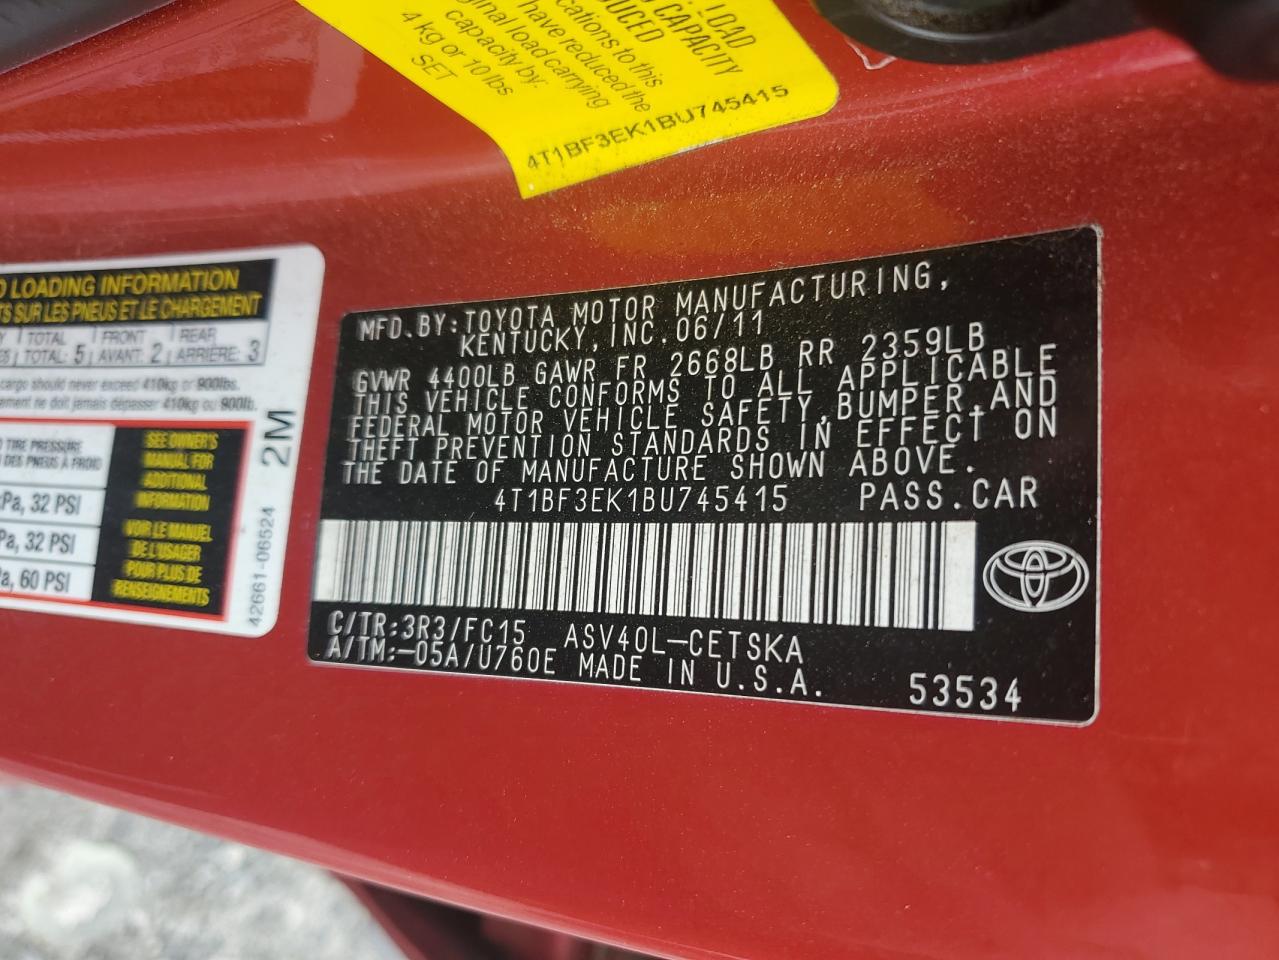 : LOAD
CAPACITY
REDUCED
cations to this
have reduced the
ginal load carrying
capacity by:
4 kg or 10 lbs
SET
4T1BF3EK1BU745415
LOADING INFORMATION
SUR LES PNEUS ET LE CHARGEMENT
TOTAL FRONT REAR
TOTAL: 5 AVANT: 2 ARRIÈRE: 3
cargo should never exceed 410kg or 900lbs.
ement ne doit jamais dépasser 410kg ou 900lb.
TIRE PRESSURE
DES PNEUS À FROID
kPa, 32 PSI
Pa, 32 PSI
Pa, 60 PSI
SEE OWNER'S
MANUAL FOR
ADDITIONAL
INFORMATION
VOIR LE MANUEL
DE L'USAGER
POUR PLUS DE
RENSEIGNEMENTS
42661-06524 2M
MFD.BY:TOYOTA MOTOR MANUFACTURING,
KENTUCKY, INC. 06/11
GVWR 4400LB GAWR FR 2668LB RR 2359LB
THIS VEHICLE CONFORMS TO ALL APPLICABLE
FEDERAL MOTOR VEHICLE SAFETY, BUMPER, AND
THEFT PREVENTION STANDARDS IN EFFECT ON
THE DATE OF MANUFACTURE SHOWN ABOVE.
4T1BF3EK1BU745415 PASS.CAR
C/TR:3R3/FC15 ASV40L-CETSKA
A/TM:-05A/U760E MADE IN U.S.A.
53534